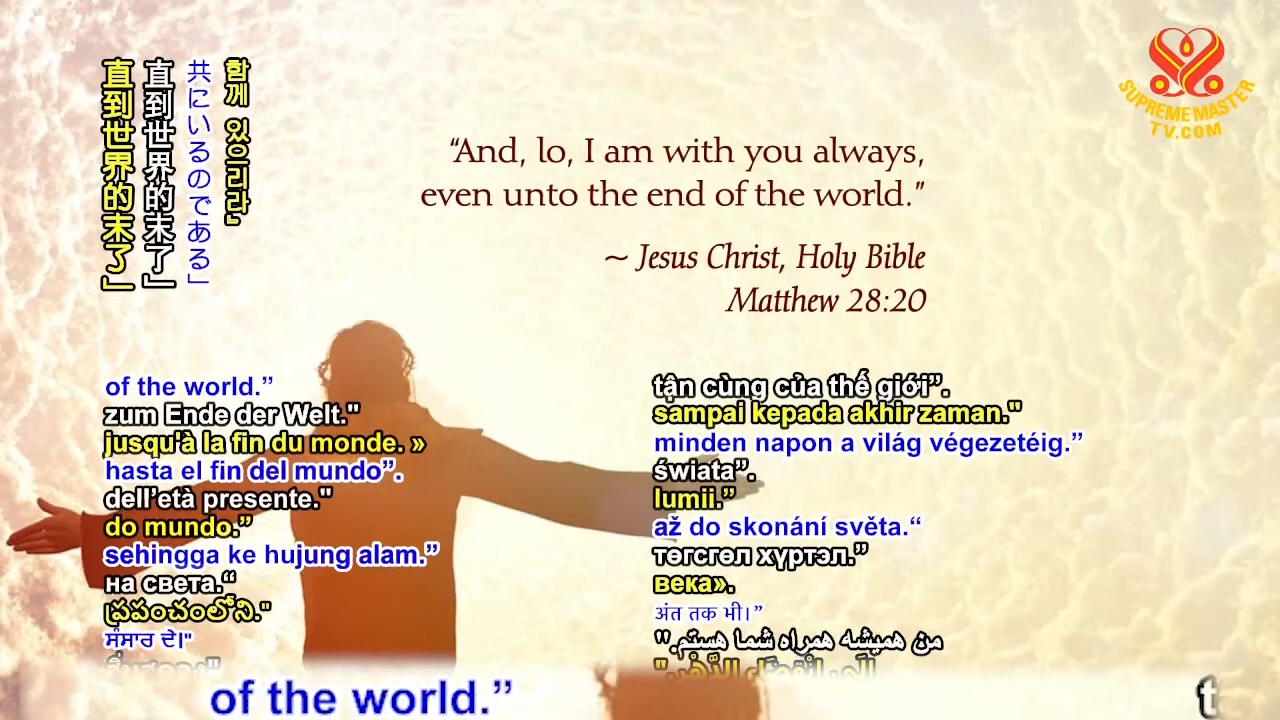 함께 있으리라」
共にいるのである」
直到世界的末了」
直到世界的末了」
SUPREME MASTER
TV.COM
“And, lo, I am with you always,
even unto the end of the world.”
~ Jesus Christ, Holy Bible
Matthew 28:20
of the world.”
zum Ende der Welt."
jusqu'à la fin du monde. »
hasta el fin del mundo”.
dell’età presente."
do mundo.”
sehingga ke hujung alam.”
на света.“
ప్రపంచంలోని."
ਸੰਸਾਰ ਦੇ।"
tận cùng của thế giới”.
sampai kepada akhir zaman."
minden napon a világ végezetéig.”
świata”.
lumii.”
až do skonání světa.“
төгсгөл хүртэл.”
века».
अंत तक भी।”
من همیشه همراه شما هستم."
of the world.”
t